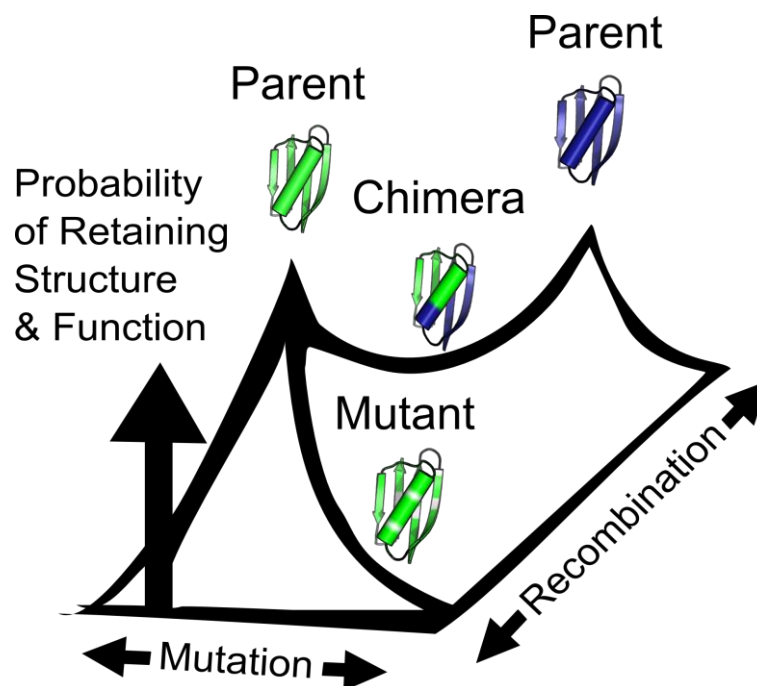 Parent
Parent
Chimera
Probability
of Retaining
Structure
& Function
Mutant
Recombination
Mutation